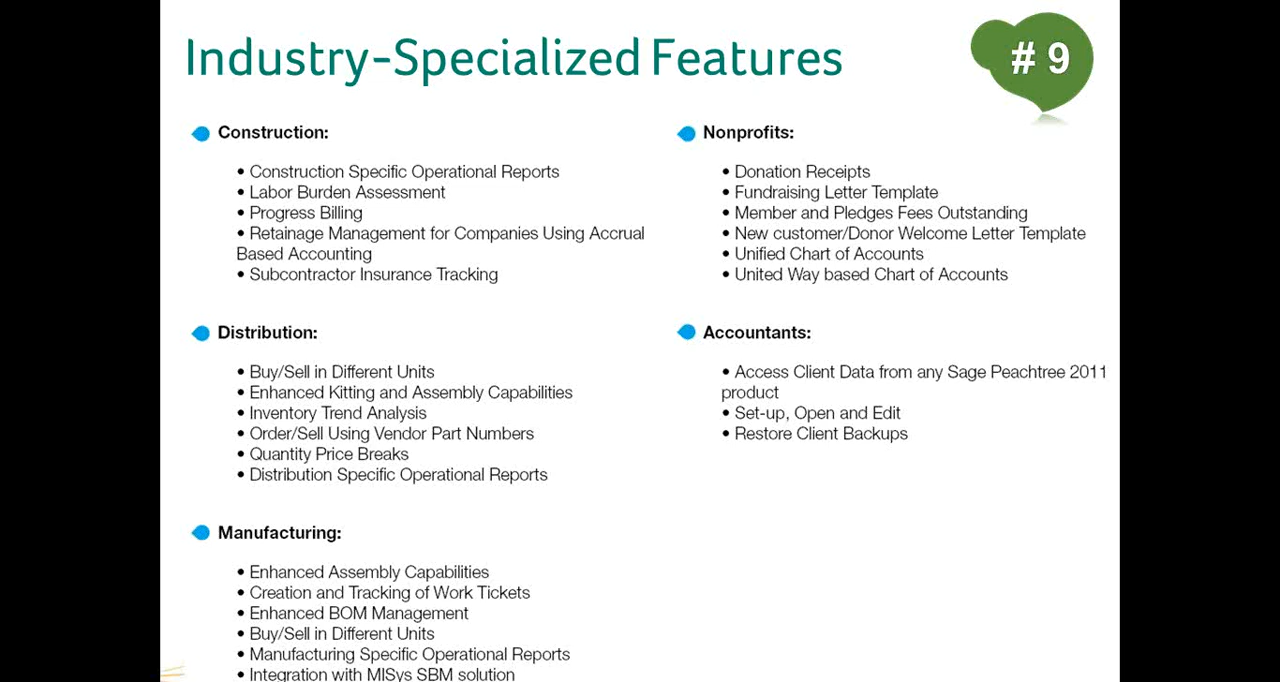 Industry-Specialized Features
# 9
Construction:
• Construction Specific Operational Reports
• Labor Burden Assessment
• Progress Billing
• Retainage Management for Companies Using Accrual
Based Accounting
• Subcontractor Insurance Tracking
Distribution:
• Buy/Sell in Different Units
• Enhanced Kitting and Assembly Capabilities
• Inventory Trend Analysis
• Order/Sell Using Vendor Part Numbers
• Quantity Price Breaks
• Distribution Specific Operational Reports
Manufacturing:
• Enhanced Assembly Capabilities
• Creation and Tracking of Work Tickets
• Enhanced BOM Management
• Buy/Sell in Different Units
• Manufacturing Specific Operational Reports
• Integration with MISys SBM solution
Nonprofits:
• Donation Receipts
• Fundraising Letter Template
• Member and Pledges Fees Outstanding
• New customer/Donor Welcome Letter Template
• Unified Chart of Accounts
• United Way based Chart of Accounts
Accountants:
• Access Client Data from any Sage Peachtree 2011
product
• Set-up, Open and Edit
• Restore Client Backups